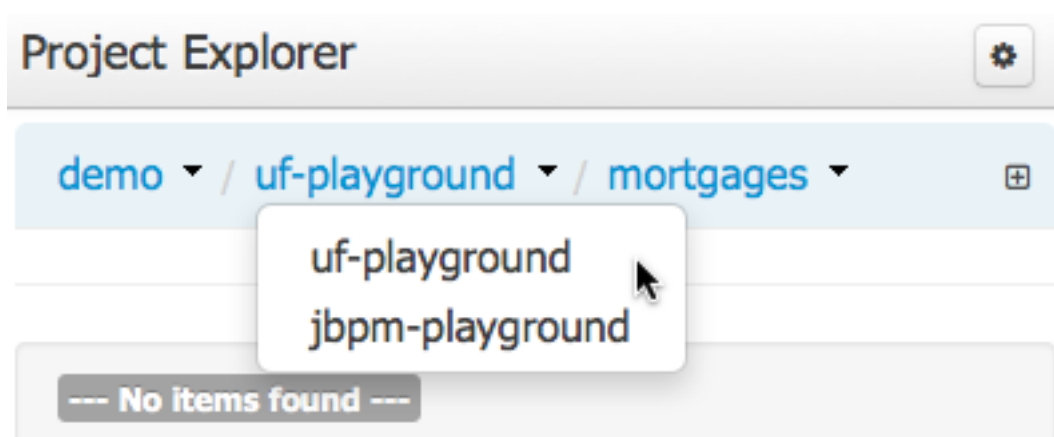 Project Explorer
demo / uf-playground / mortgages
uf-playground
jbpm-playground
--- No items found ---